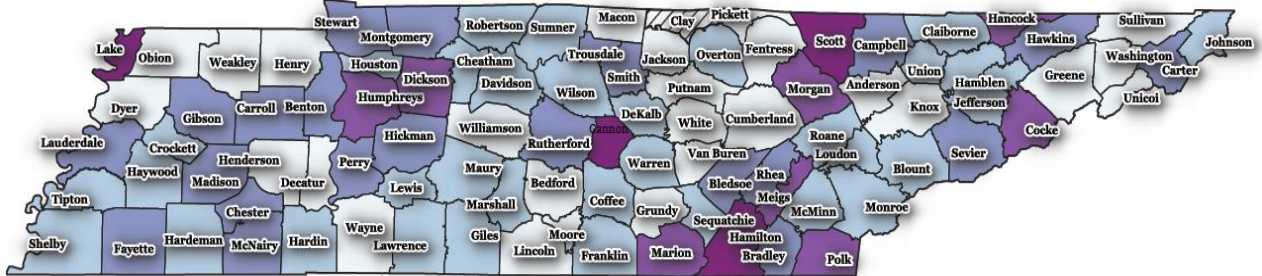 Stewart
Montgomery
Robertson
Sumner
Macon
Clay
Pickett
Scott
Campbell
Claiborne
Hancock
Hawkins
Sullivan
Johnson
Lake
Obion
Weakley
Henry
Houston
Dickson
Cheatham
Davidson
Trousdale
Smith
Jackson
Overton
Fentress
Union
Hamblen
Greene
Washington
Carter
Dyer
Gibson
Carroll
Benton
Humphreys
Wilson
Putnam
Morgan
Anderson
Knox
Jefferson
Unicoi
Lauderdale
Crockett
Haywood
Henderson
Madison
Decatur
Perry
Hickman
Williamson
Rutherford
Cannon
DeKalb
White
Cumberland
Roane
Loudon
Blount
Sevier
Cocke
Tipton
Chester
Lewis
Maury
Bedford
Warren
Van Buren
Bledsoe
Rhea
Meigs
McMinn
Monroe
Shelby
Fayette
Hardeman
McNairy
Hardin
Wayne
Lawrence
Marshall
Giles
Lincoln
Moore
Coffee
Franklin
Grundy
Sequatchie
Marion
Hamilton
Bradley
Polk